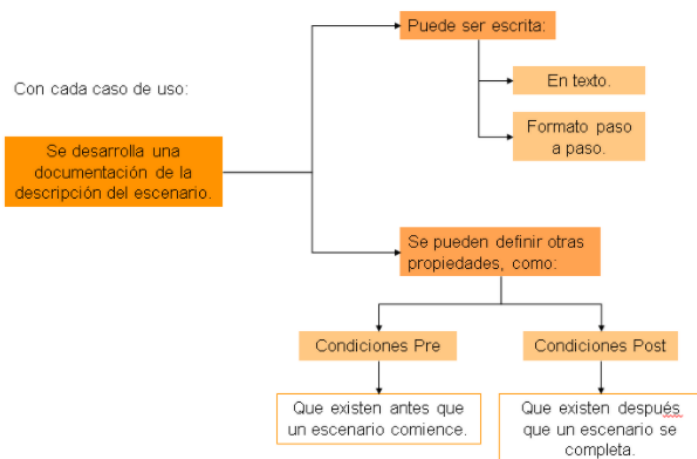 Con cada caso de uso:
Se desarrolla una
documentación de la
descripción del escenario.
Puede ser escrita:
En texto.
Formato paso
a paso.
Se pueden definir otras
propiedades, como:
Condiciones Pre
Condiciones Post
Que existen antes que
un escenario comience.
Que existen después
que un escenario se
completa.